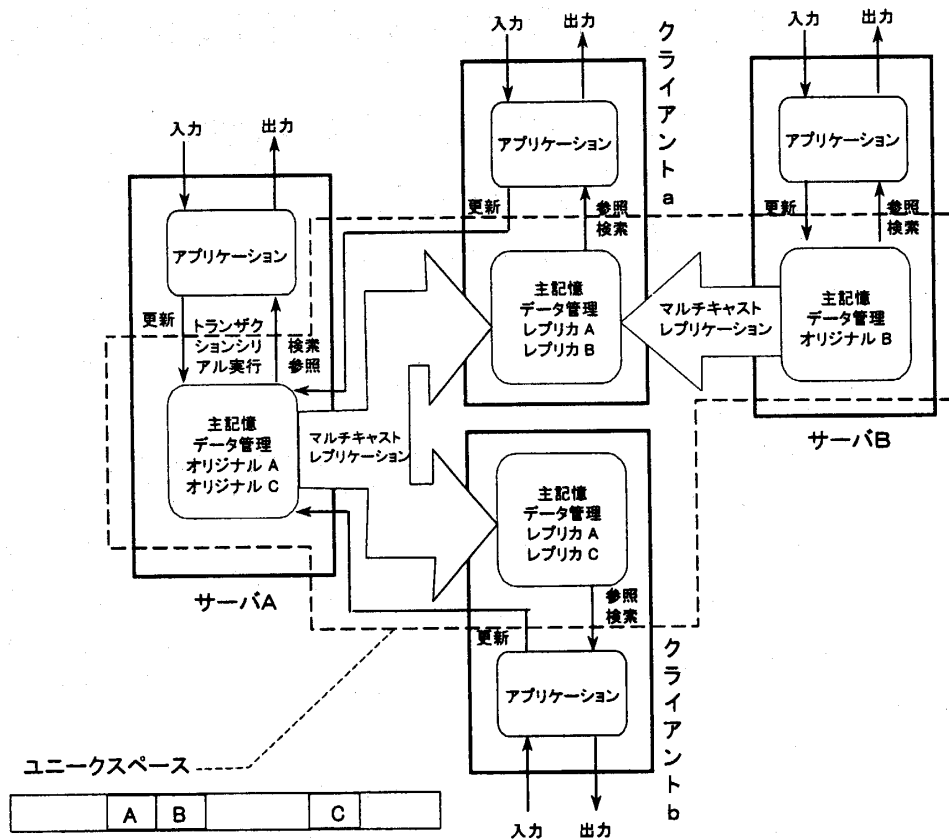 入力
出力
クライアントa
アプリケーション
更新
参照
検索
主記憶
データ管理
レプリカ A
レプリカ B
入力
出力
アプリケーション
更新
参照
検索
マルチキャスト
レプリケーション
主記憶
データ管理
オリジナル B
サーバB
入力
出力
アプリケーション
更新
トランザク
ションシリ
アル実行
検索
参照
主記憶
データ管理
オリジナル A
オリジナル C
サーバA
マルチキャスト
レプリケーション
主記憶
データ管理
レプリカ A
レプリカ C
参照
検索
更新
アプリケーション
クライアントb
入力
出力
ユニークスペース
A
B
C